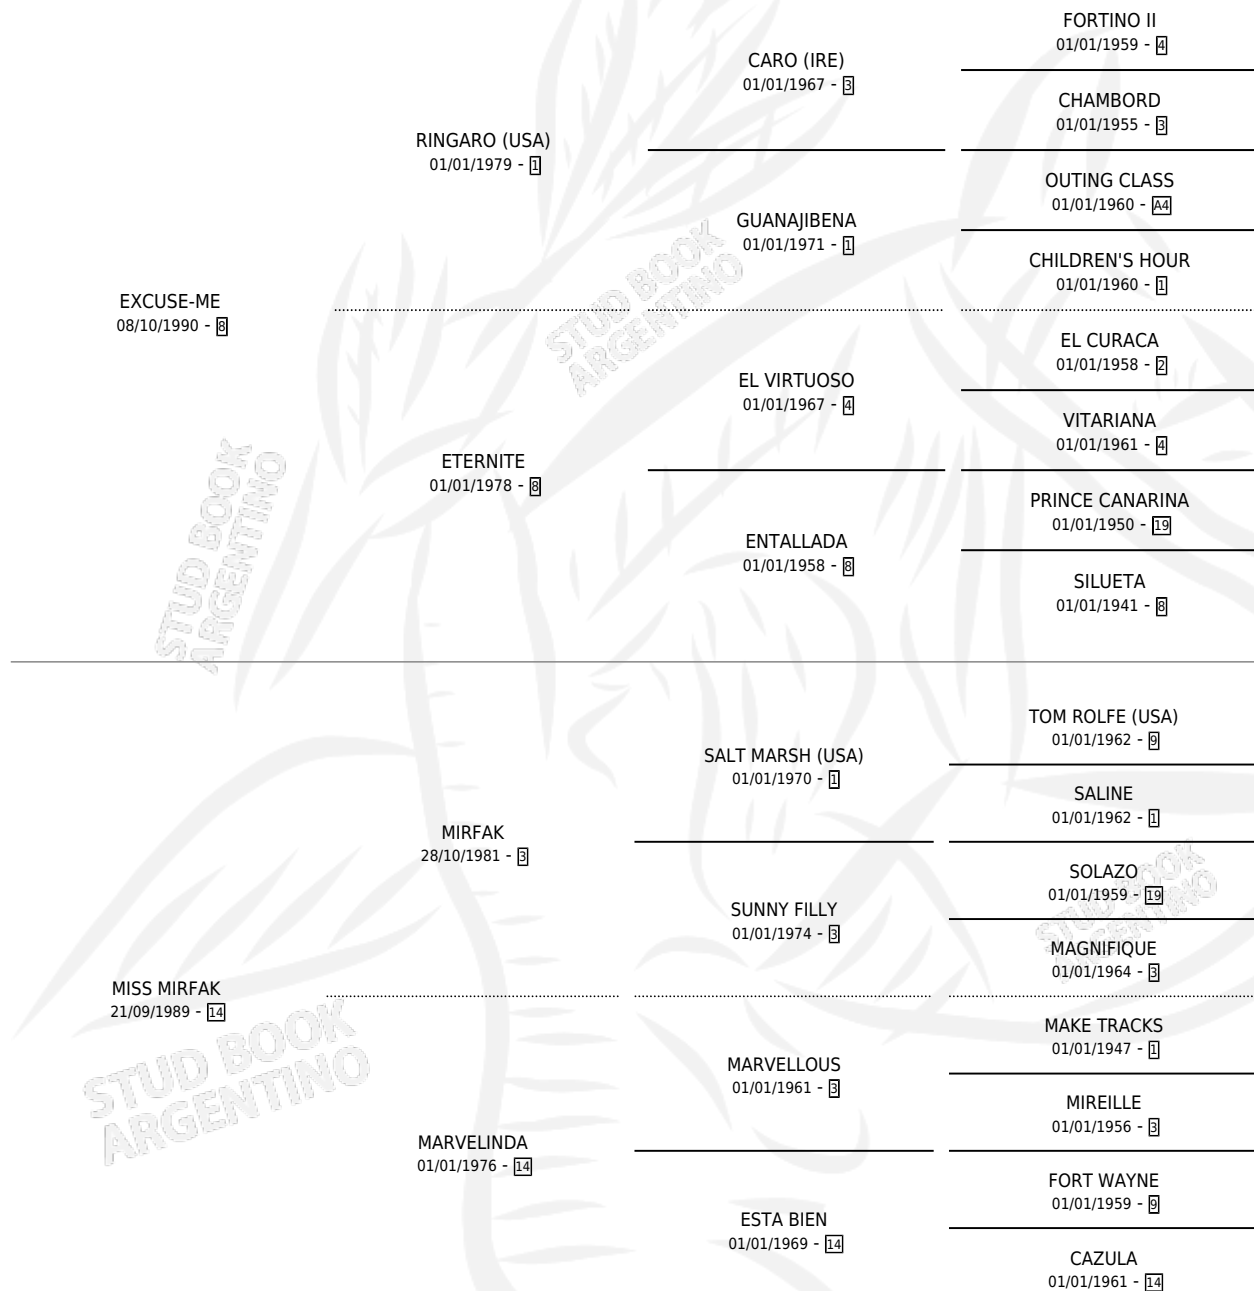 FORTINO II
01/01/1959 - 4
CARO (IRE)
01/01/1967 - 3
CHAMBORD
01/01/1955 - 3
RINGARO (USA)
01/01/1979 - 1
OUTING CLASS
01/01/1960 - A4
GUANAJIBENA
01/01/1971 - 1
CHILDREN'S HOUR
01/01/1960 - 1
EXCUSE-ME
08/10/1990 - 8
EL CURACA
01/01/1958 - 2
EL VIRTUOSO
01/01/1967 - 4
VITARIANA
01/01/1961 - 4
ETERNITE
01/01/1978 - 8
PRINCE CANARINA
01/01/1950 - 19
ENTALLADA
01/01/1958 - 8
SILUETA
01/01/1941 - 8
STUD BOOK
ARGENTINO
STUD BOOK
ARGENTINO
TOM ROLFE (USA)
01/01/1962 - 9
SALT MARSH (USA)
01/01/1970 - 1
SALINE
01/01/1962 - 1
MIRFAK
28/10/1981 - 3
SOLAZO
01/01/1959 - 19
SUNNY FILLY
01/01/1974 - 3
MAGNIFIQUE
01/01/1964 - 3
MISS MIRFAK
21/09/1989 - 14
MAKE TRACKS
01/01/1947 - 1
MARVELLOUS
01/01/1961 - 3
MIREILLE
01/01/1956 - 3
MARVELINDA
01/01/1976 - 14
FORT WAYNE
01/01/1959 - 9
ESTA BIEN
01/01/1969 - 14
CAZULA
01/01/1961 - 14
STUD BOOK
ARGENTINO
STUD BOOK
ARGENTINO